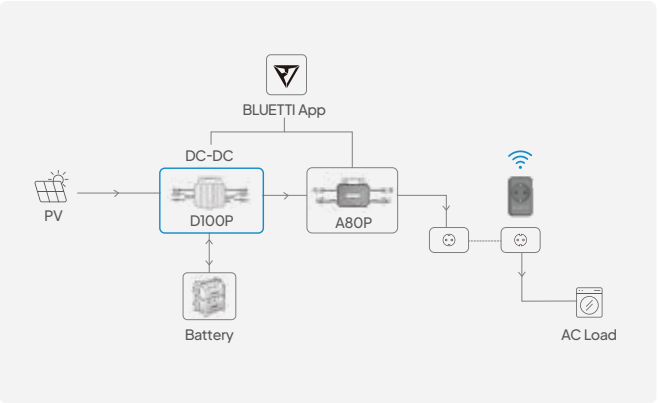 BLUETTI App
DC-DC
PV
D100P
A80P
Battery
AC Load